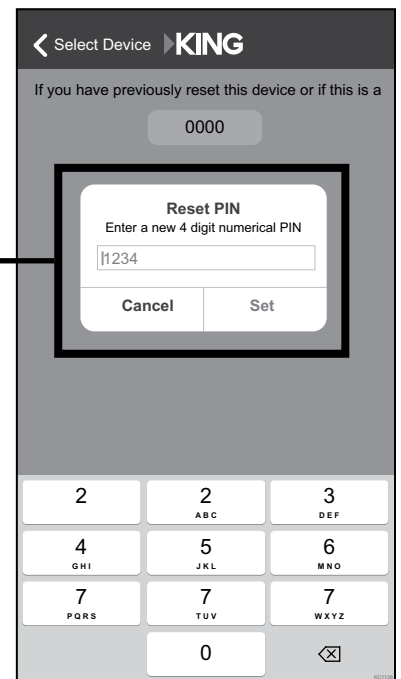 Select Device KING
If you have previously reset this device or if this is a
0000
Reset PIN
Enter a new 4 digit numerical PIN
1234
Cancel Set
2 2 3
ABC DEF
4 5 6
GHI JKL MNO
7 7 7
PQRS TUV WXYZ
0
KC1138